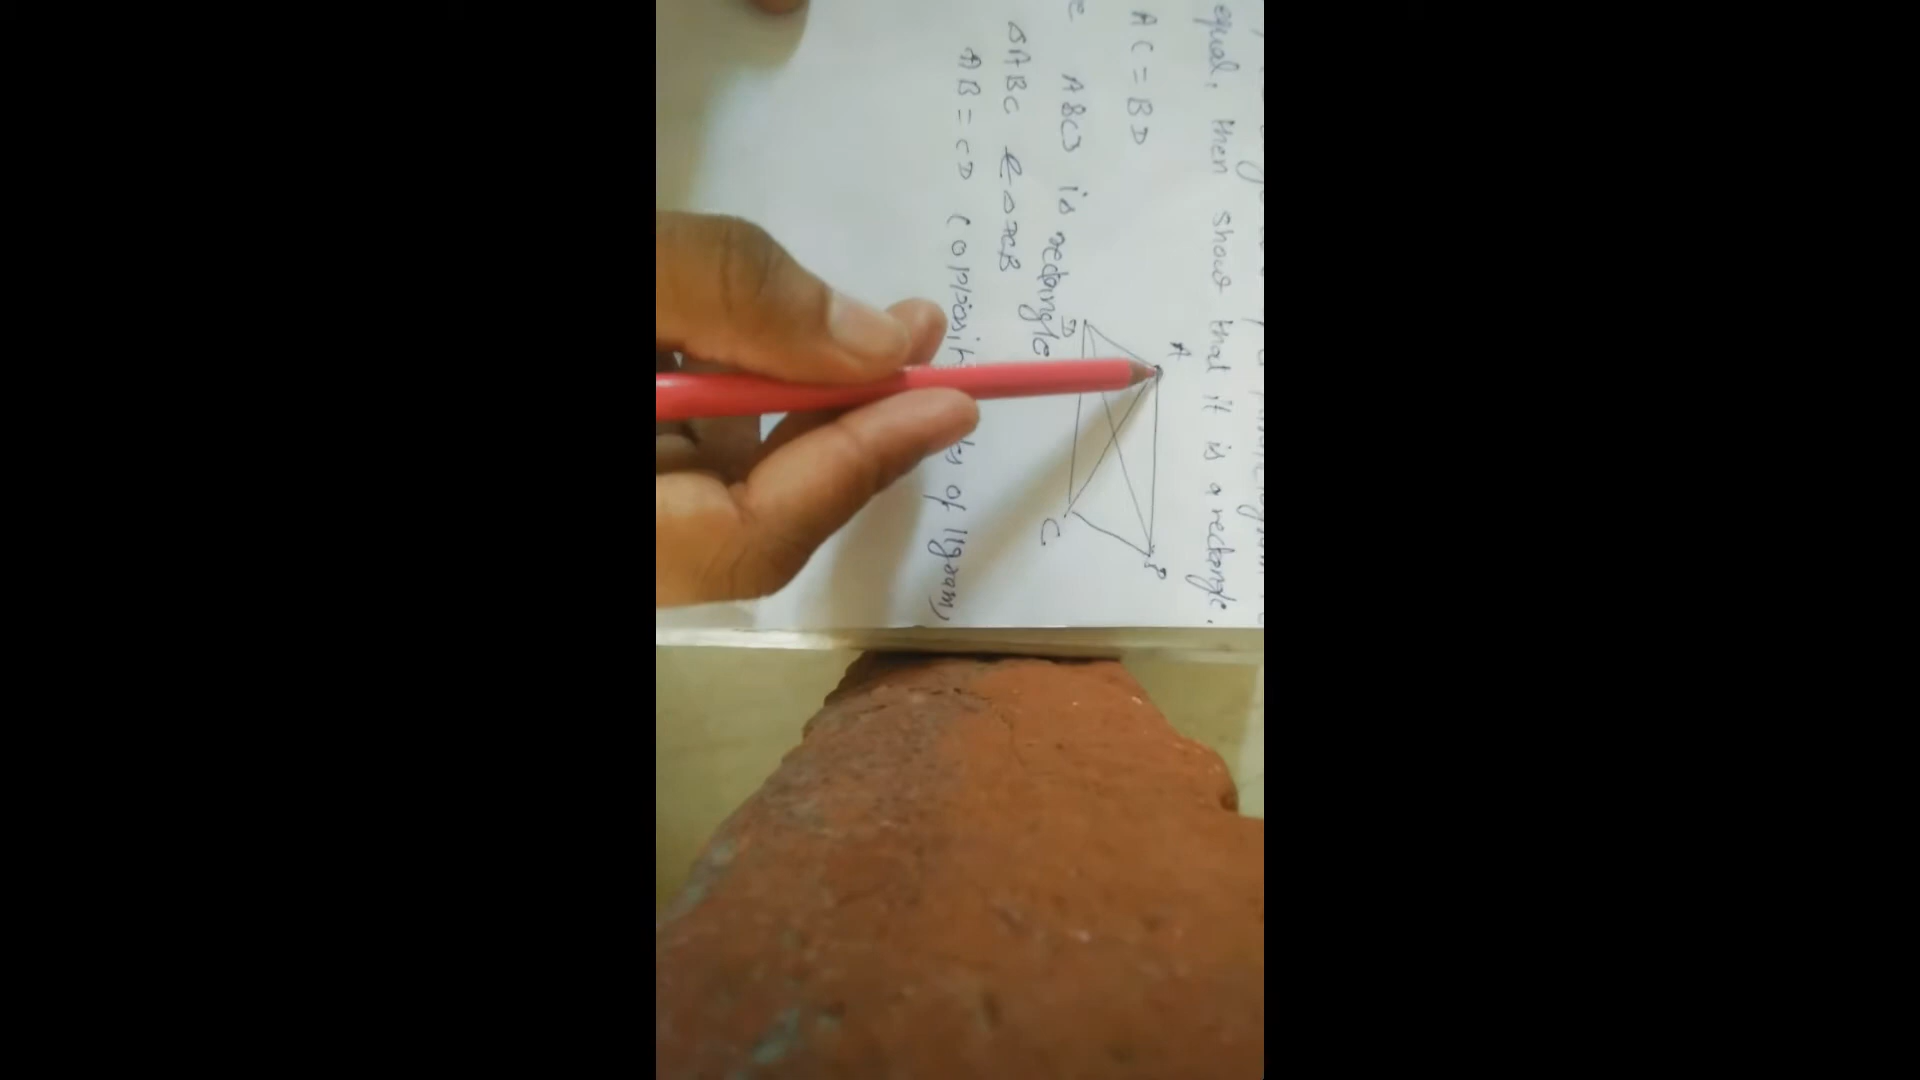 equal, then show that it is a rectangle.
AC = BD
A
B
D
C
ABCD is rectangle
ΔABC & ΔDCB
AB = CD (opposite of llgram)